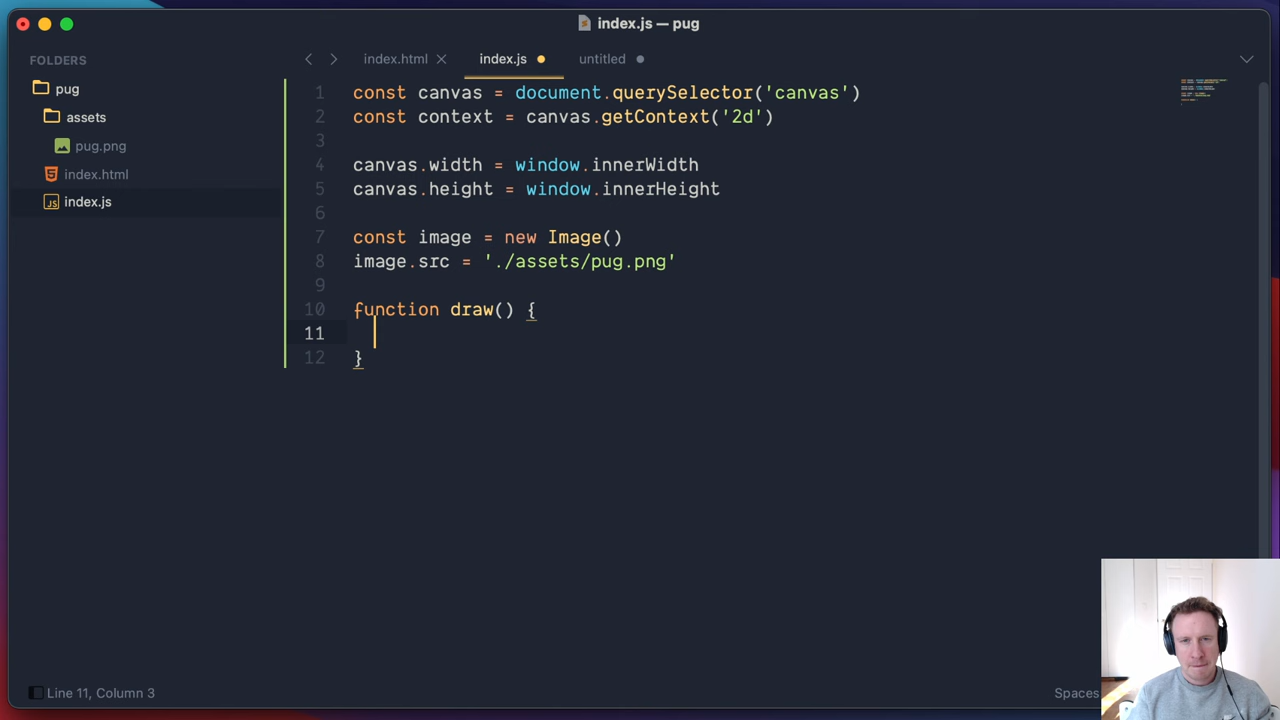 index.js — pug
FOLDERS
pug
assets
pug.png
index.html
index.js
index.html
index.js
untitled
1 const canvas = document.querySelector('canvas')
2 const context = canvas.getContext('2d')
3
4 canvas.width = window.innerWidth
5 canvas.height = window.innerHeight
6
7 const image = new Image()
8 image.src = './assets/pug.png'
9
10 function draw() {
11
12 }
Line 11, Column 3
Spaces